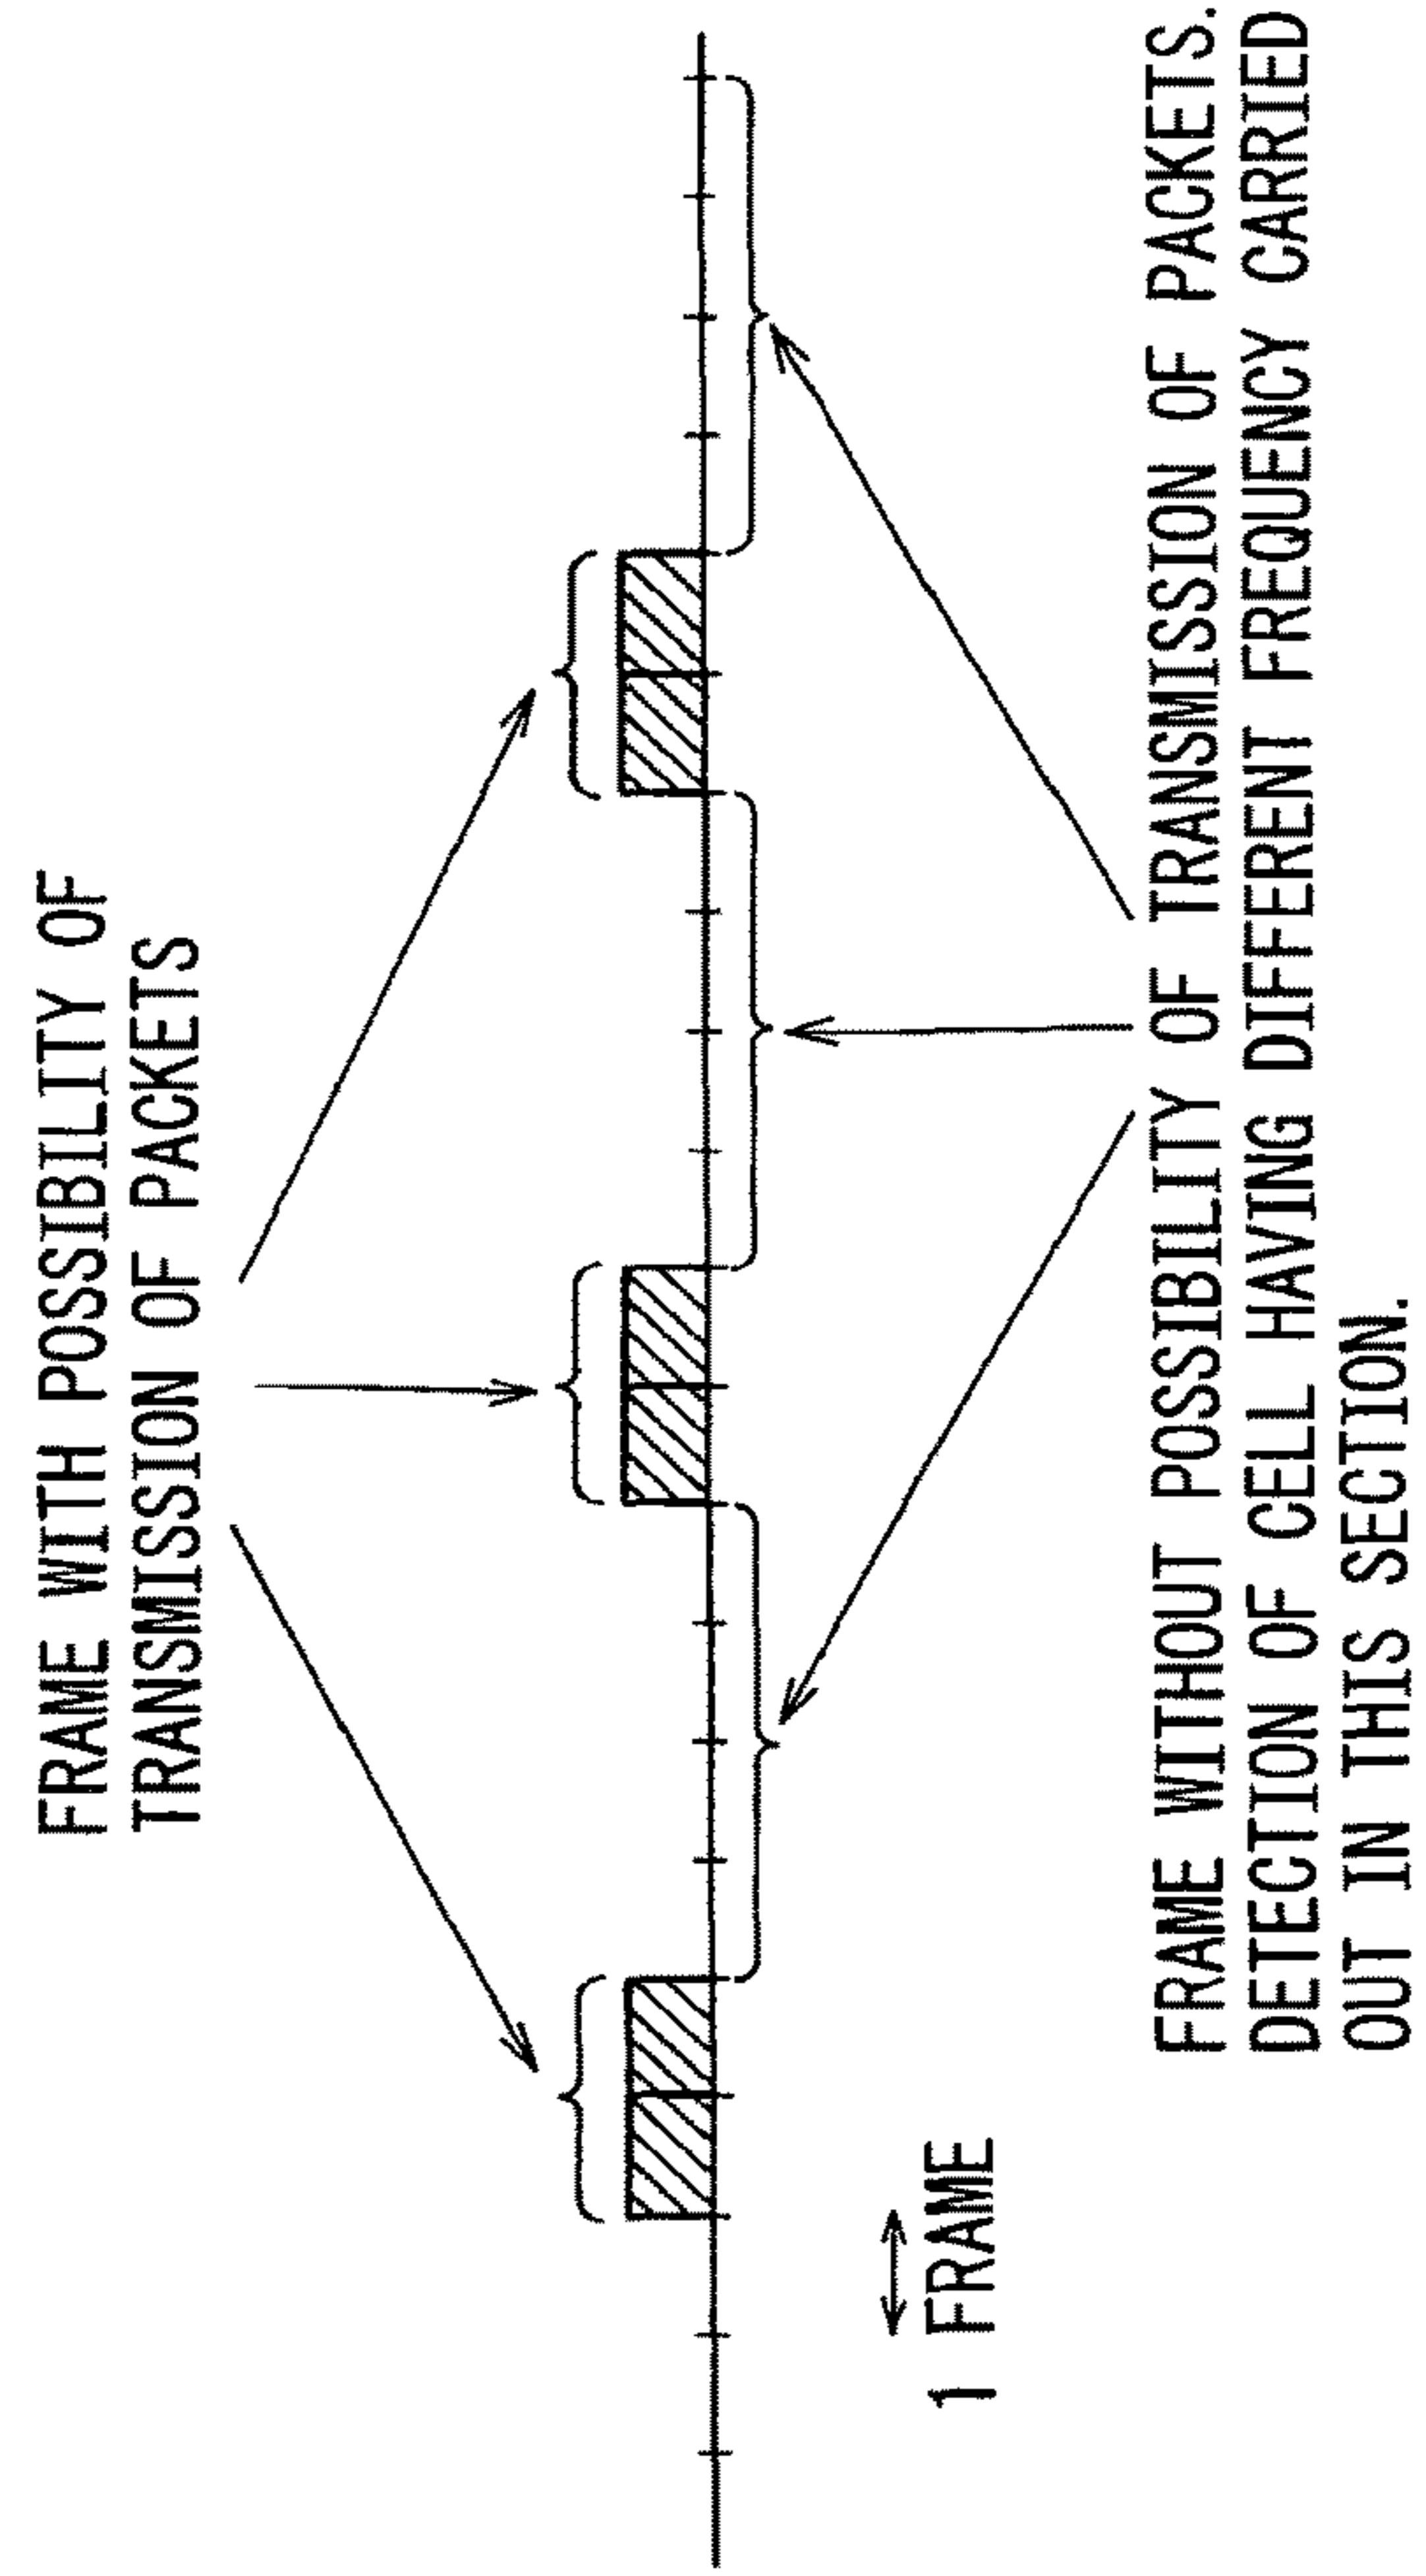 FRAME WITH POSSIBILITY OF
TRANSMISSION OF PACKETS
1 FRAME
FRAME WITHOUT POSSIBILITY OF TRANSMISSION OF PACKETS.
DETECTION OF CELL HAVING DIFFERENT FREQUENCY CARRIED
OUT IN THIS SECTION.